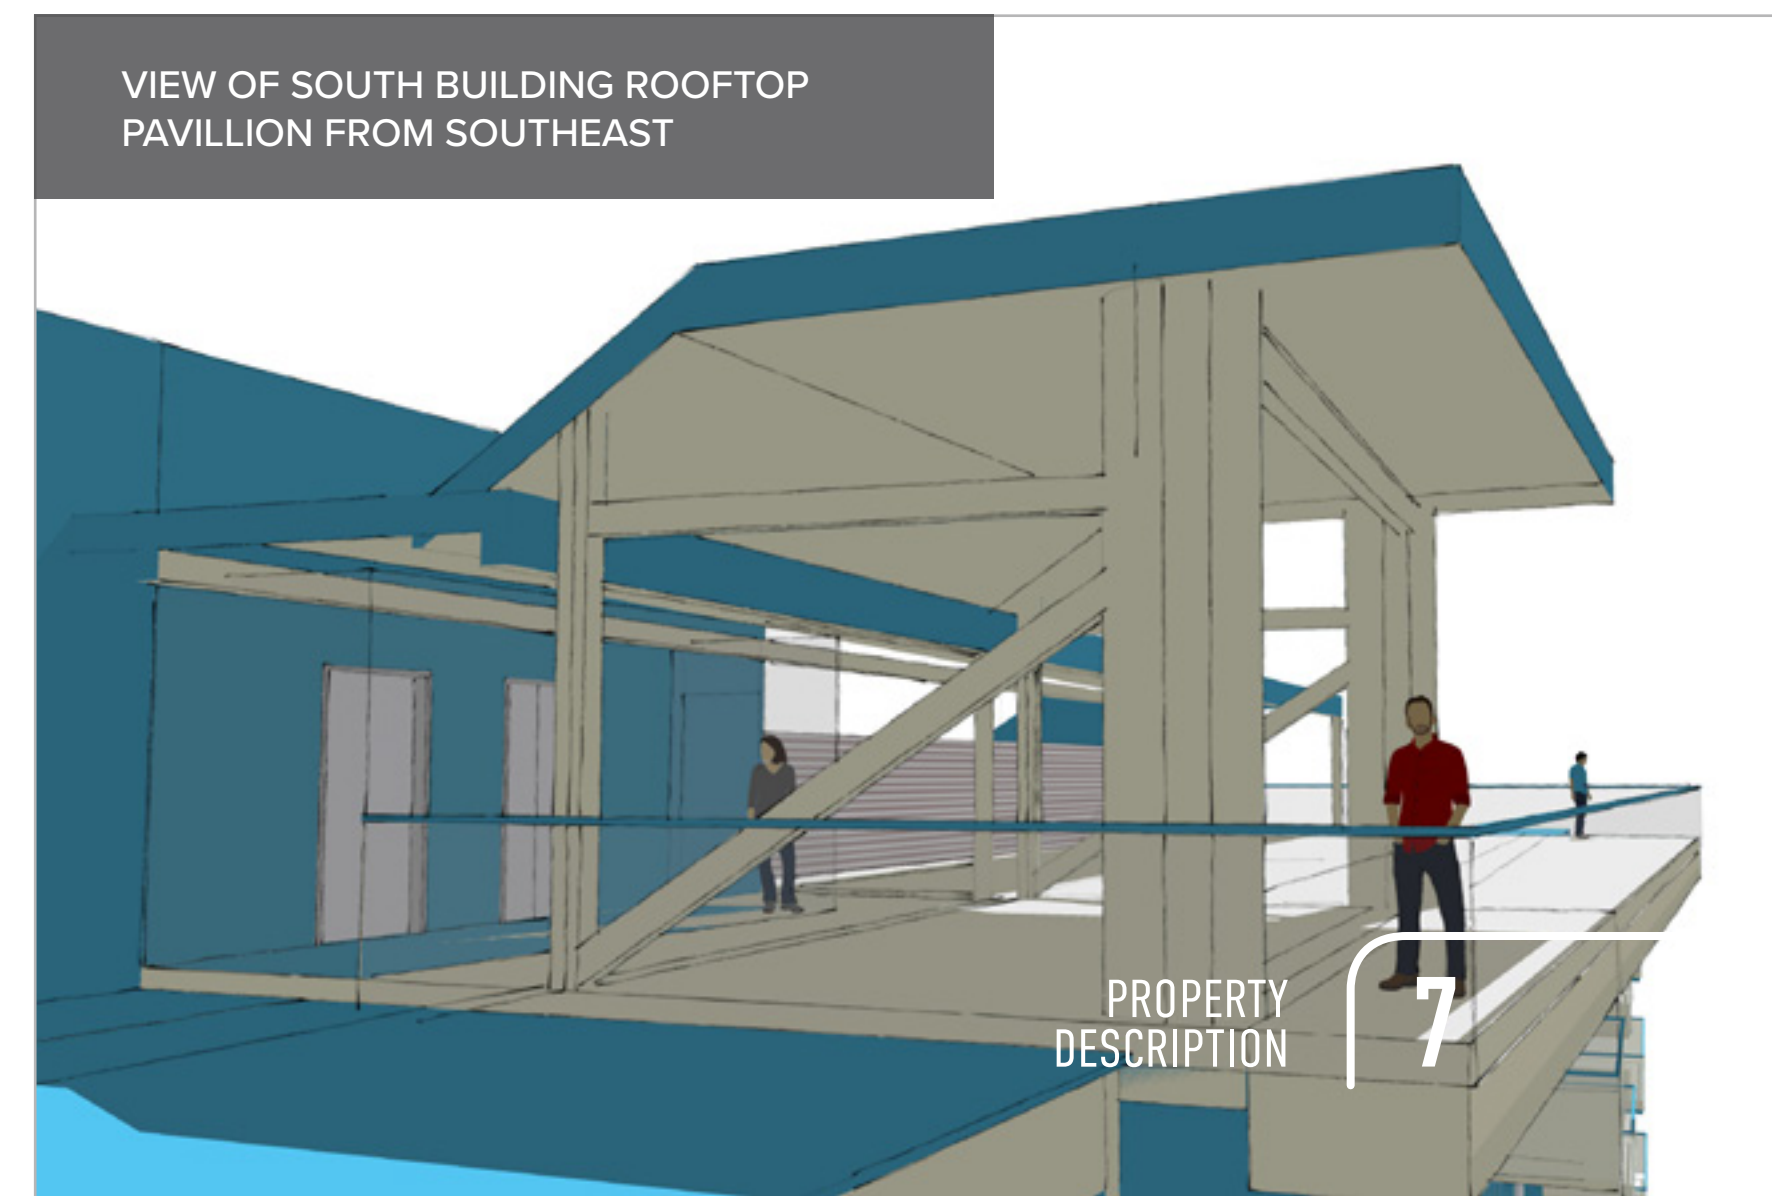 VIEW OF SOUTH BUILDING ROOFTOP
PAVILLION FROM SOUTHEAST
PROPERTY
DESCRIPTION
7